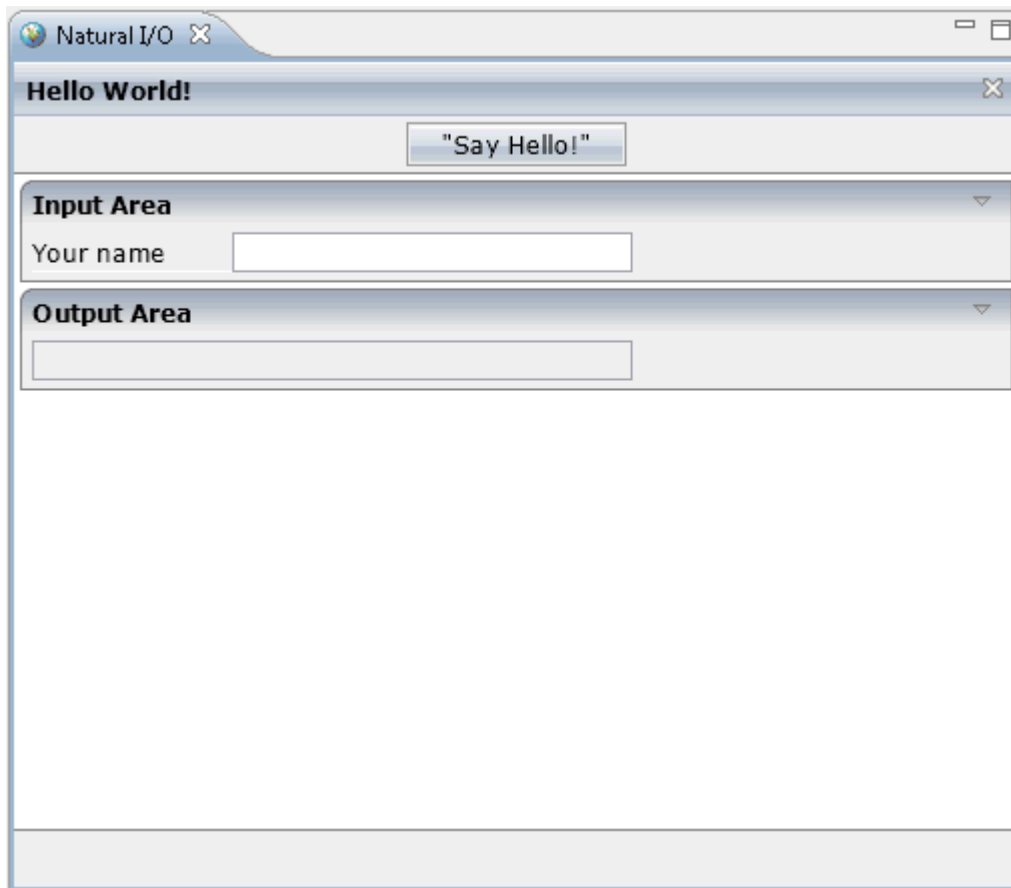 Natural I/O
Hello World!
"Say Hello!"
Input Area
Your name
Output Area